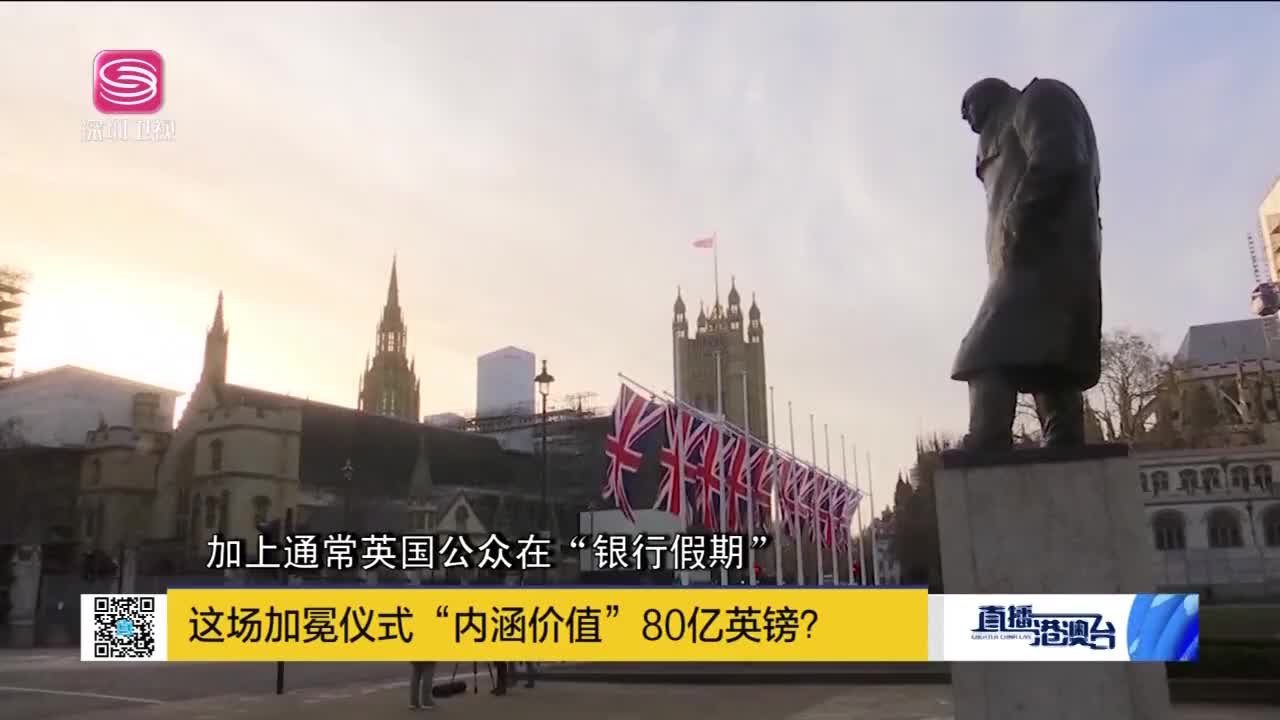 深圳卫视
加上通常英国公众在“银行假期”
这场加冕仪式“内涵价值”80亿英镑？
直播
港澳台